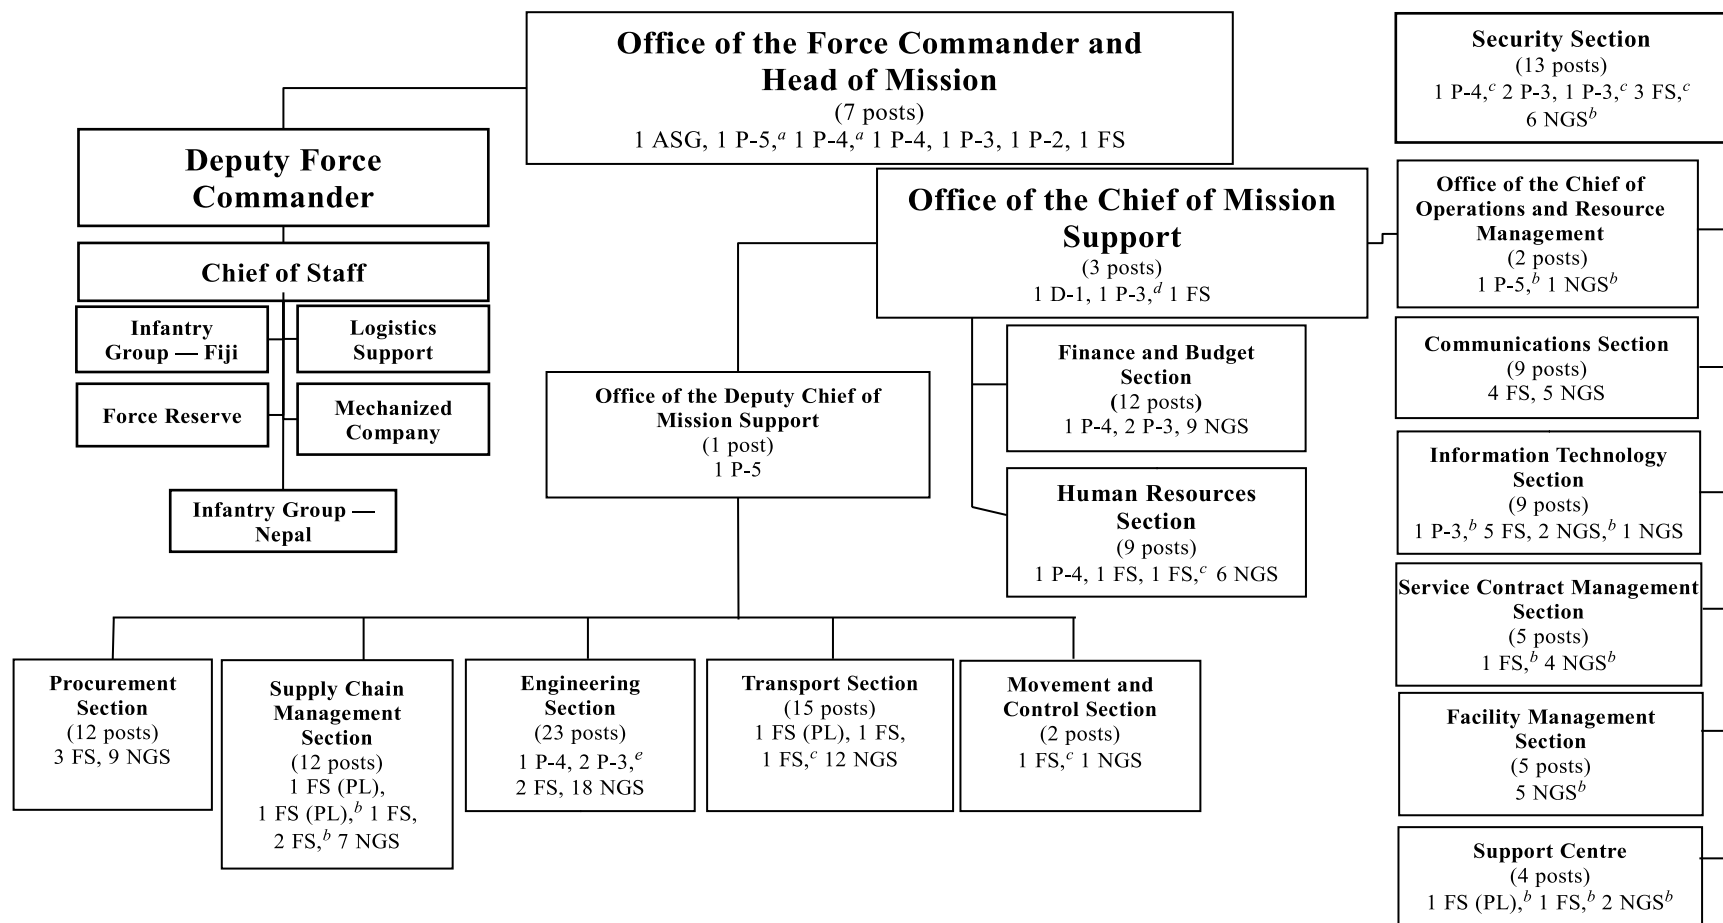 Office of the Force Commander and
Head of Mission
(7 posts)
1 ASG, 1 P-5,a 1 P-4,a 1 P-4, 1 P-3, 1 P-2, 1 FS
Security Section
(13 posts)
1 P-4,c 2 P-3, 1 P-3,c 3 FS,c
6 NGSb
Deputy Force
Commander
Chief of Staff
Infantry
Group — Fiji
Logistics
Support
Force Reserve
Mechanized
Company
Infantry Group —
Nepal
Office of the Chief of Mission
Support
(3 posts)
1 D-1, 1 P-3,d 1 FS
Office of the Chief of
Operations and Resource
Management
(2 posts)
1 P-5,b 1 NGSb
Communications Section
(9 posts)
4 FS, 5 NGS
Information Technology
Section
(9 posts)
1 P-3,b 5 FS, 2 NGS,b 1 NGS
Service Contract Management
Section
(5 posts)
1 FS,b 4 NGSb
Facility Management
Section
(5 posts)
5 NGSb
Support Centre
(4 posts)
1 FS (PL),b 1 FS,b 2 NGSb
Finance and Budget
Section
(12 posts)
1 P-4, 2 P-3, 9 NGS
Human Resources
Section
(9 posts)
1 P-4, 1 FS, 1 FS,c 6 NGS
Office of the Deputy Chief of
Mission Support
(1 post)
1 P-5
Procurement
Section
(12 posts)
3 FS, 9 NGS
Supply Chain
Management
Section
(12 posts)
1 FS (PL),
1 FS (PL),b 1 FS,
2 FS,b 7 NGS
Engineering
Section
(23 posts)
1 P-4, 2 P-3,e
2 FS, 18 NGS
Transport Section
(15 posts)
1 FS (PL), 1 FS,
1 FS,c 12 NGS
Movement and
Control Section
(2 posts)
1 FS,c 1 NGS